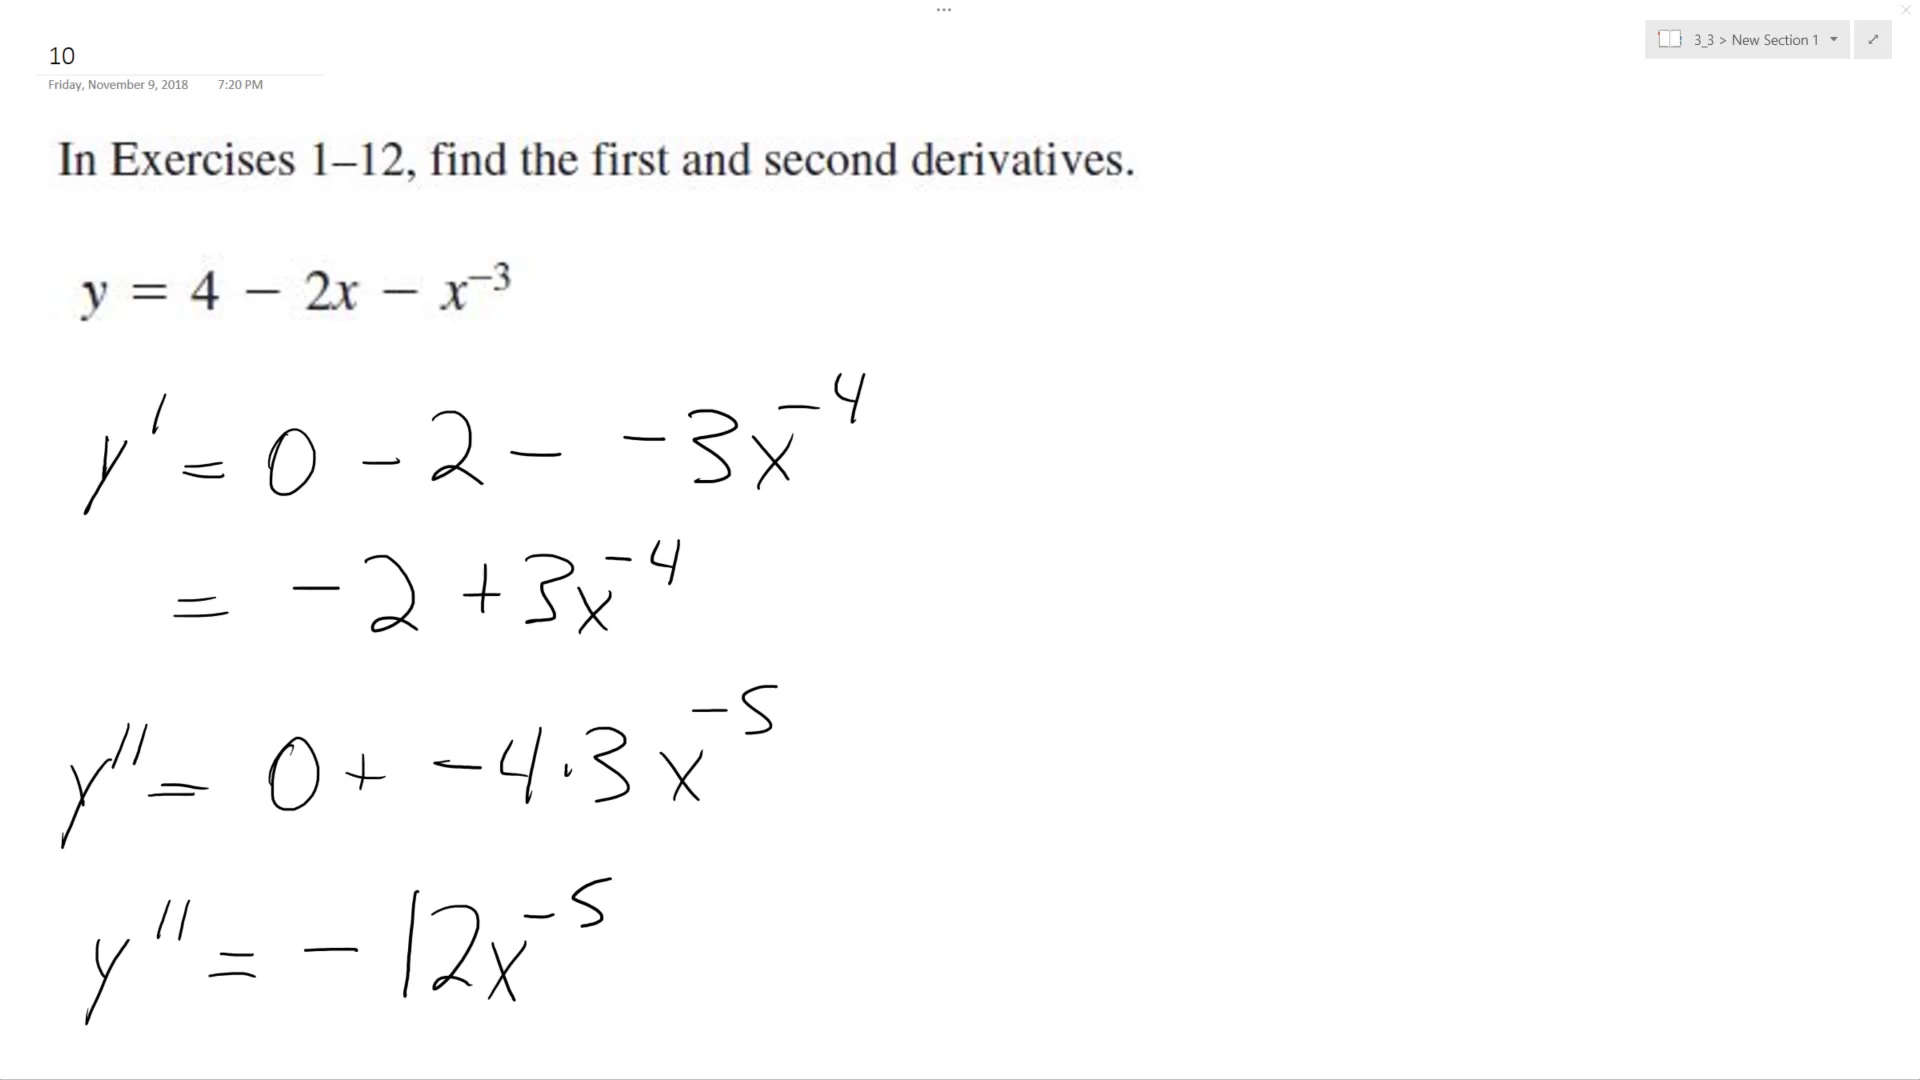 ...
3_3 > New Section 1
10
Friday, November 9, 2018 7:20 PM
In Exercises 1–12, find the first and second derivatives.
y = 4 − 2x − x⁻³
y' = 0 - 2 - -3x⁻⁴
= -2 + 3x⁻⁴
y'' = 0 + -4·3x⁻⁵
y'' = -12x⁻⁵